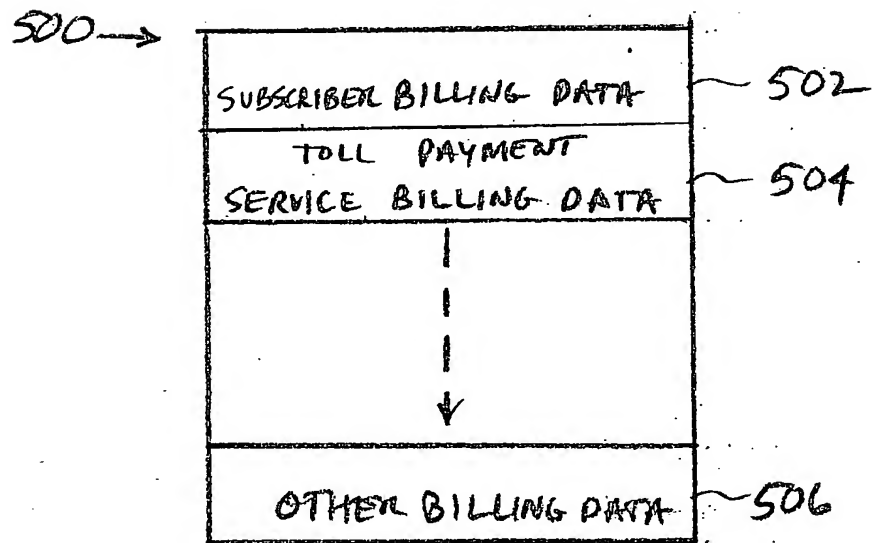 500
SUBSCRIBER BILLING DATA
502
TOLL PAYMENT
SERVICE BILLING DATA
504
OTHER BILLING DATA
506